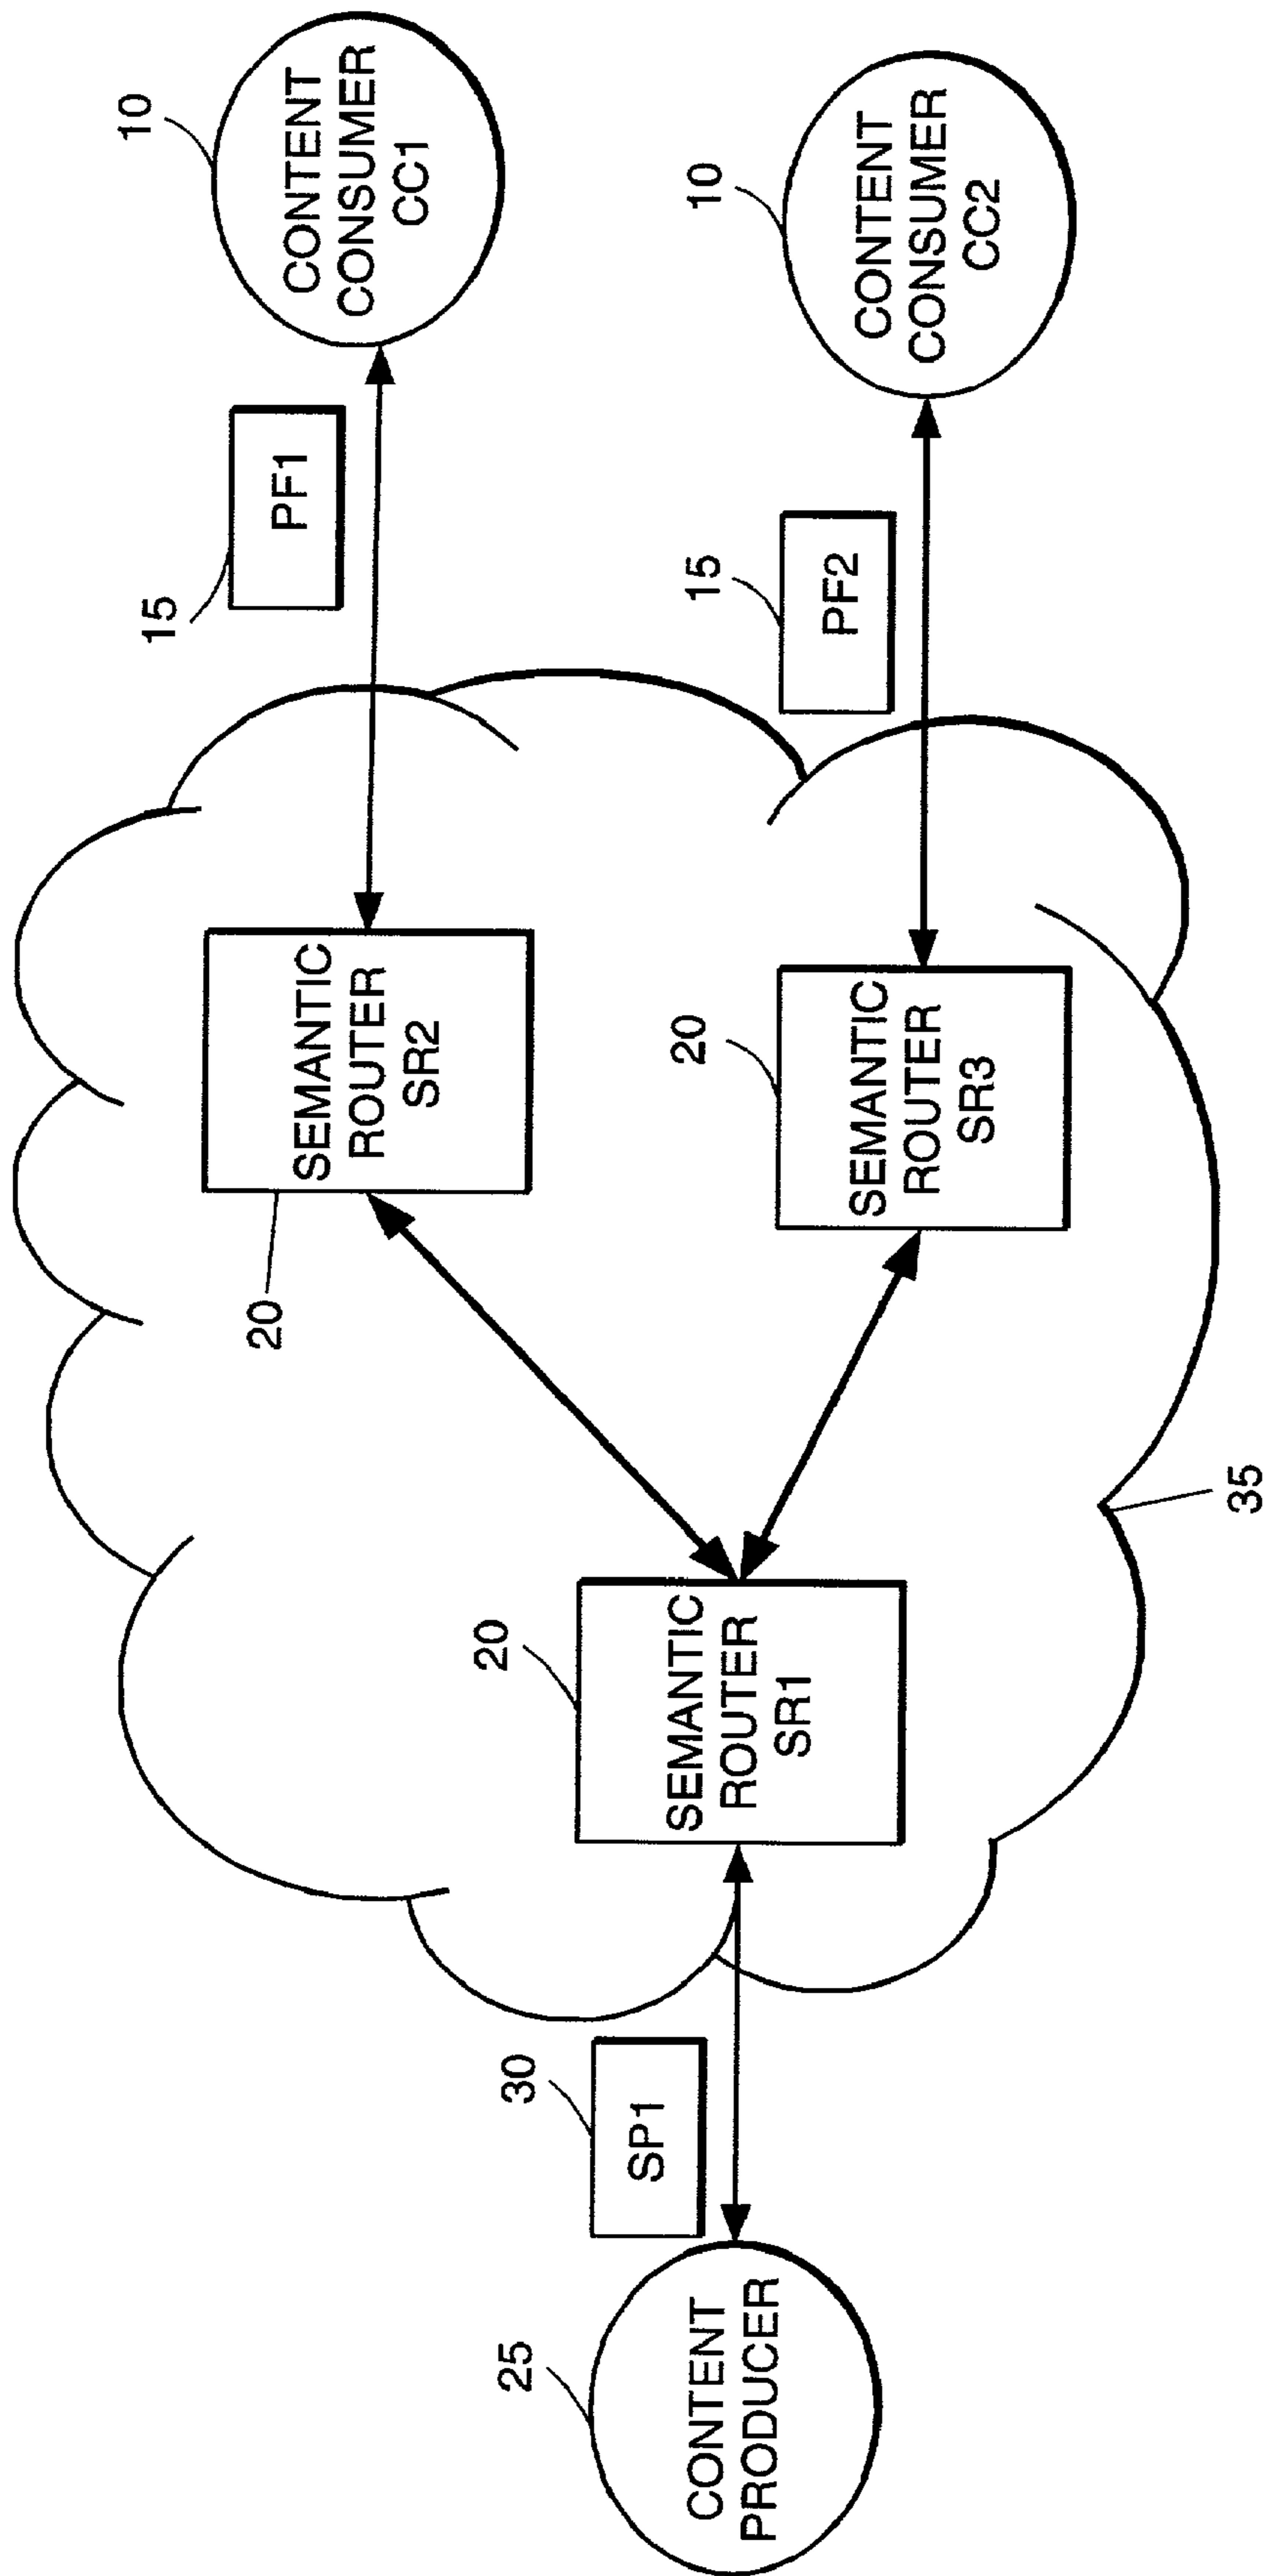 10
CONTENT
CONSUMER
CC1
15
PF1
SEMANTIC
ROUTER
SR2
20
10
CONTENT
CONSUMER
CC2
15
PF2
20
SEMANTIC
ROUTER
SR3
20
SEMANTIC
ROUTER
SR1
30
SP1
25
CONTENT
PRODUCER
35